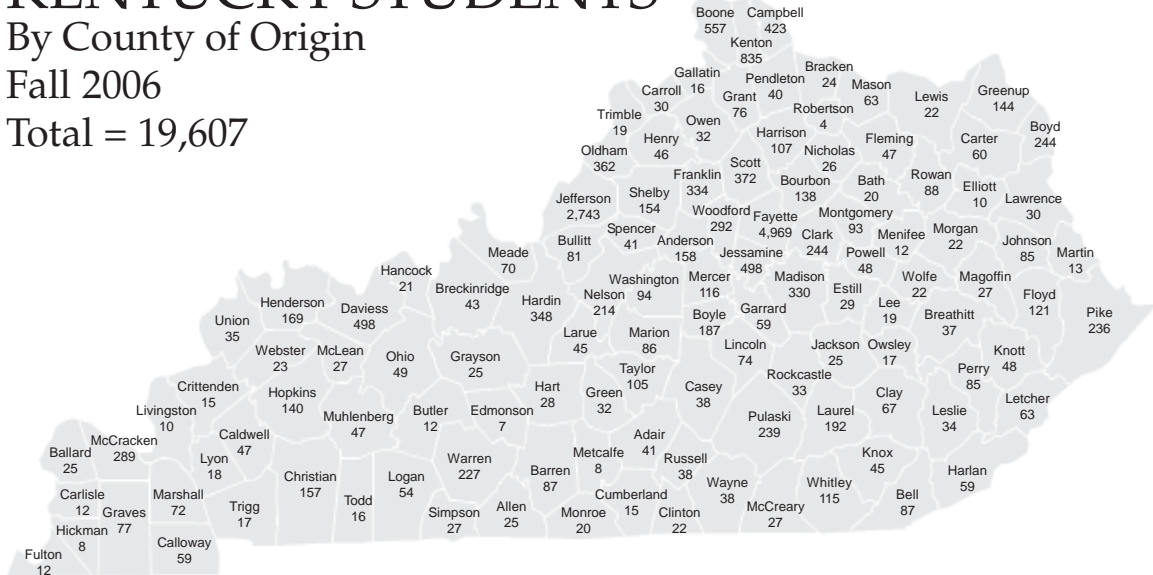 KENTUCKY STUDENTS
By County of Origin
Fall 2006
Total = 19,607
Boone
557
Campbell
423
Kenton
835
Gallatin
16
Pendleton
40
Bracken
24
Mason
63
Carroll
30
Grant
76
Robertson
4
Lewis
22
Greenup
144
Trimble
19
Owen
32
Henry
46
Harrison
107
Nicholas
26
Fleming
47
Carter
60
Boyd
244
Oldham
362
Scott
372
Franklin
334
Bourbon
138
Bath
20
Rowan
88
Elliott
10
Lawrence
30
Jefferson
2,743
Shelby
154
Woodford
292
Fayette
4,969
Montgomery
93
Clark
244
Menifee
12
Morgan
22
Johnson
85
Martin
13
Spencer
41
Bullitt
81
Anderson
158
Jessamine
498
Powell
48
Meade
70
Hancock
21
Breckinridge
43
Hardin
348
Nelson
214
Washington
94
Mercer
116
Madison
330
Estill
29
Wolfe
22
Magoffin
27
Lee
19
Floyd
121
Pike
236
Henderson
169
Daviess
498
Union
35
Boyle
187
Garrard
59
Breathitt
37
Larue
45
Marion
86
Lincoln
74
Jackson
25
Owsley
17
Knott
48
Webster
23
McLean
27
Ohio
49
Grayson
25
Taylor
105
Rockcastle
33
Perry
85
Crittenden
15
Hopkins
140
Hart
28
Green
32
Casey
38
Clay
67
Letcher
63
Livingston
10
Muhlenberg
47
Butler
12
Edmonson
7
Pulaski
239
Laurel
192
Leslie
34
McCracken
289
Ballard
25
Caldwell
47
Lyon
18
Adair
41
Metcalfe
8
Russell
38
Knox
45
Christian
157
Logan
54
Warren
227
Barren
87
Wayne
38
Whitley
115
Harlan
59
Carlisle
12
Graves
77
Marshall
72
Trigg
17
Todd
16
Simpson
27
Allen
25
Monroe
20
Cumberland
15
Clinton
22
McCreary
27
Bell
87
Hickman
8
Calloway
59
Fulton
12